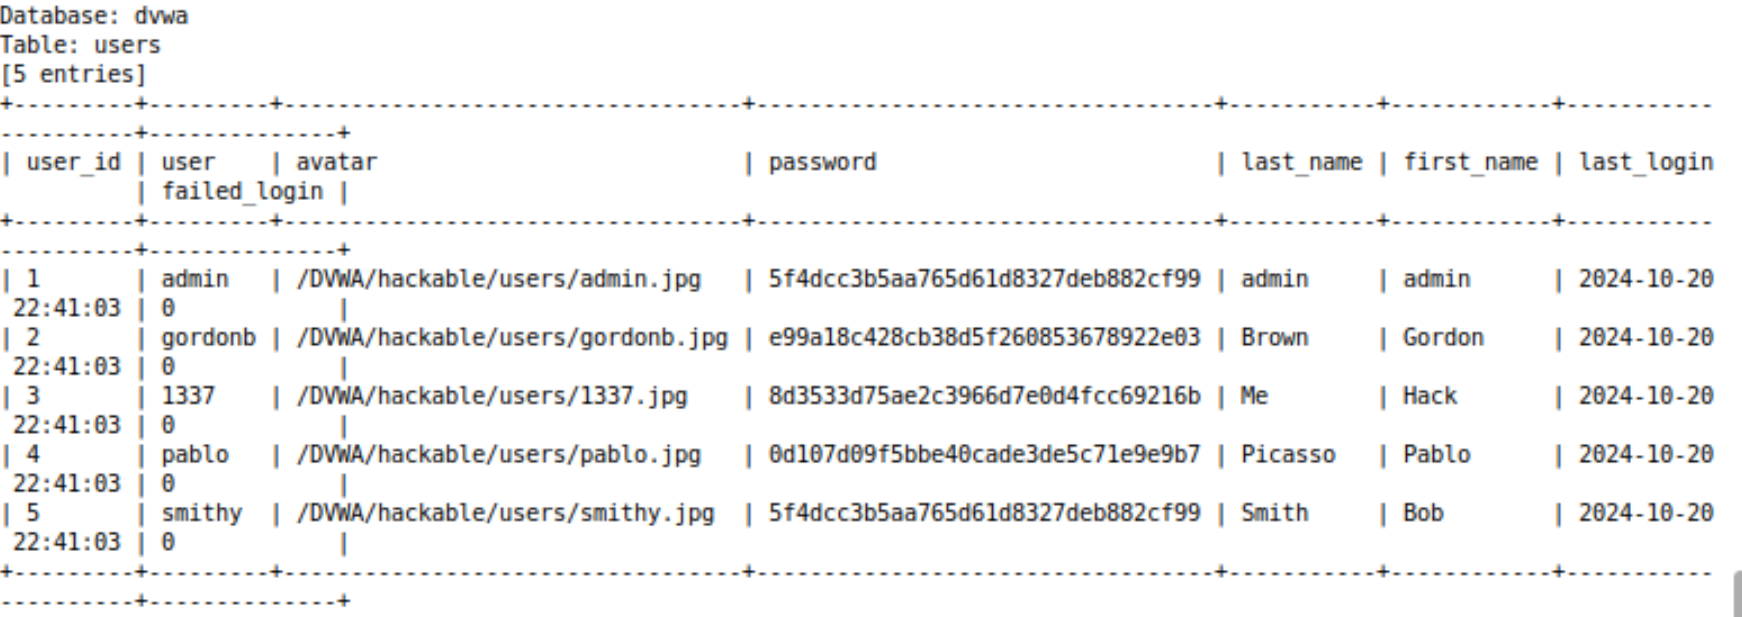 Database: dvwa
Table: users
[5 entries]
+---------+---------+----------------------------------+----------------------------------+-----------+------------+-----------
----------+--------------+
| user_id | user    | avatar                           | password                         | last_name | first_name | last_login
          | failed_login |
+---------+---------+----------------------------------+----------------------------------+-----------+------------+-----------
----------+--------------+
| 1       | admin   | /DVWA/hackable/users/admin.jpg   | 5f4dcc3b5aa765d61d8327deb882cf99 | admin     | admin      | 2024-10-20
 22:41:03 | 0            |
| 2       | gordonb | /DVWA/hackable/users/gordonb.jpg | e99a18c428cb38d5f260853678922e03 | Brown     | Gordon     | 2024-10-20
 22:41:03 | 0            |
| 3       | 1337    | /DVWA/hackable/users/1337.jpg    | 8d3533d75ae2c3966d7e0d4fcc69216b | Me        | Hack       | 2024-10-20
 22:41:03 | 0            |
| 4       | pablo   | /DVWA/hackable/users/pablo.jpg   | 0d107d09f5bbe40cade3de5c71e9e9b7 | Picasso   | Pablo      | 2024-10-20
 22:41:03 | 0            |
| 5       | smithy  | /DVWA/hackable/users/smithy.jpg  | 5f4dcc3b5aa765d61d8327deb882cf99 | Smith     | Bob        | 2024-10-20
 22:41:03 | 0            |
+---------+---------+----------------------------------+----------------------------------+-----------+------------+-----------
----------+--------------+